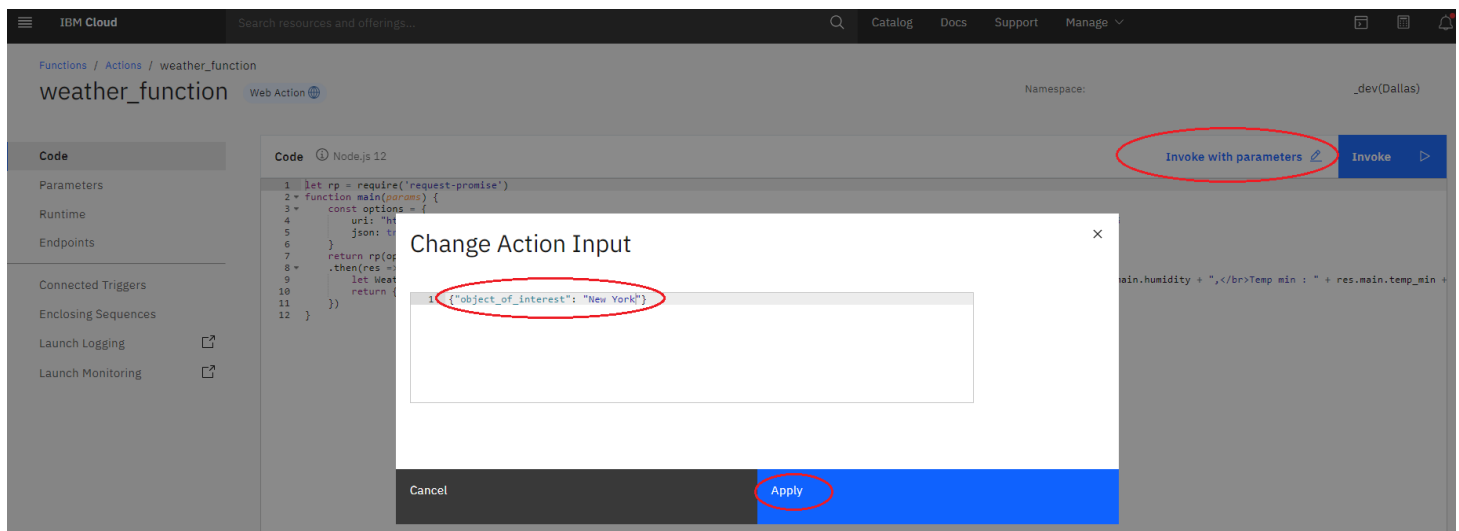 IBM Cloud
Search resources and offerings...
Catalog
Docs
Support
Manage
Functions / Actions / weather_function
weather_function
Web Action
Namespace:
_dev(Dallas)
Code
Parameters
Runtime
Endpoints
Connected Triggers
Enclosing Sequences
Launch Logging
Launch Monitoring
Code
Node.js 12
Invoke with parameters
Invoke
1 let rp = require('request-promise')
2 function main(params) {
3 const options = {
4 uri: "ht
5 json: tr
6 }
7 return rp(op
8 .then(res =>
9 let Weat main.humidity + ",</br>Temp min : " + res.main.temp_min +
10 return {
11 })
12 }
Change Action Input
1 {"object_of_interest": "New York"}
Cancel
Apply